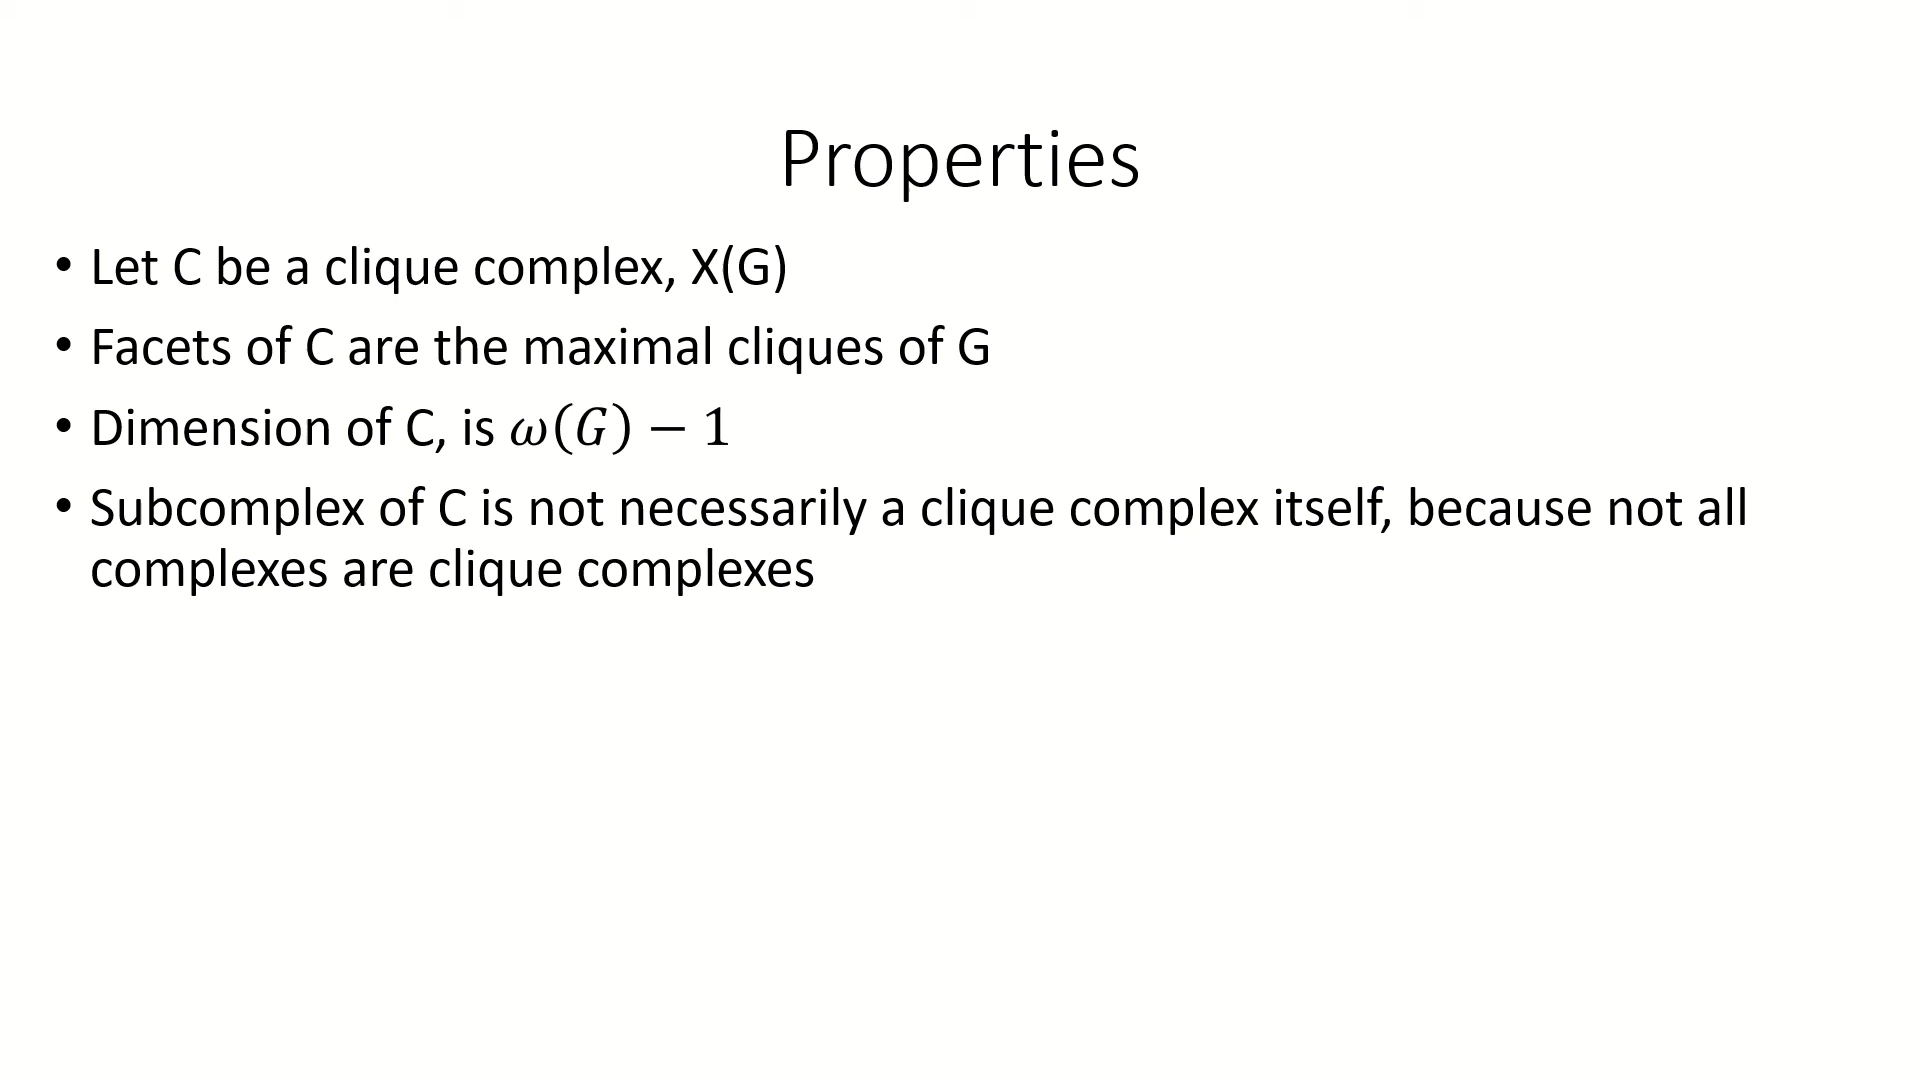 Properties
• Let C be a clique complex, X(G)
• Facets of C are the maximal cliques of G
• Dimension of C, is 𝜔(𝐺) − 1
• Subcomplex of C is not necessarily a clique complex itself, because not all
complexes are clique complexes